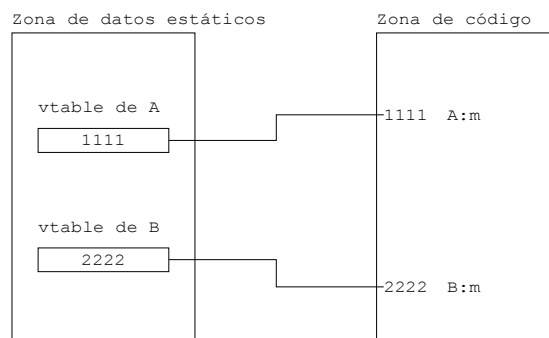 Zona de datos estáticos
Zona de código
vtable de A
1111
1111 A:m
vtable de B
2222
2222 B:m